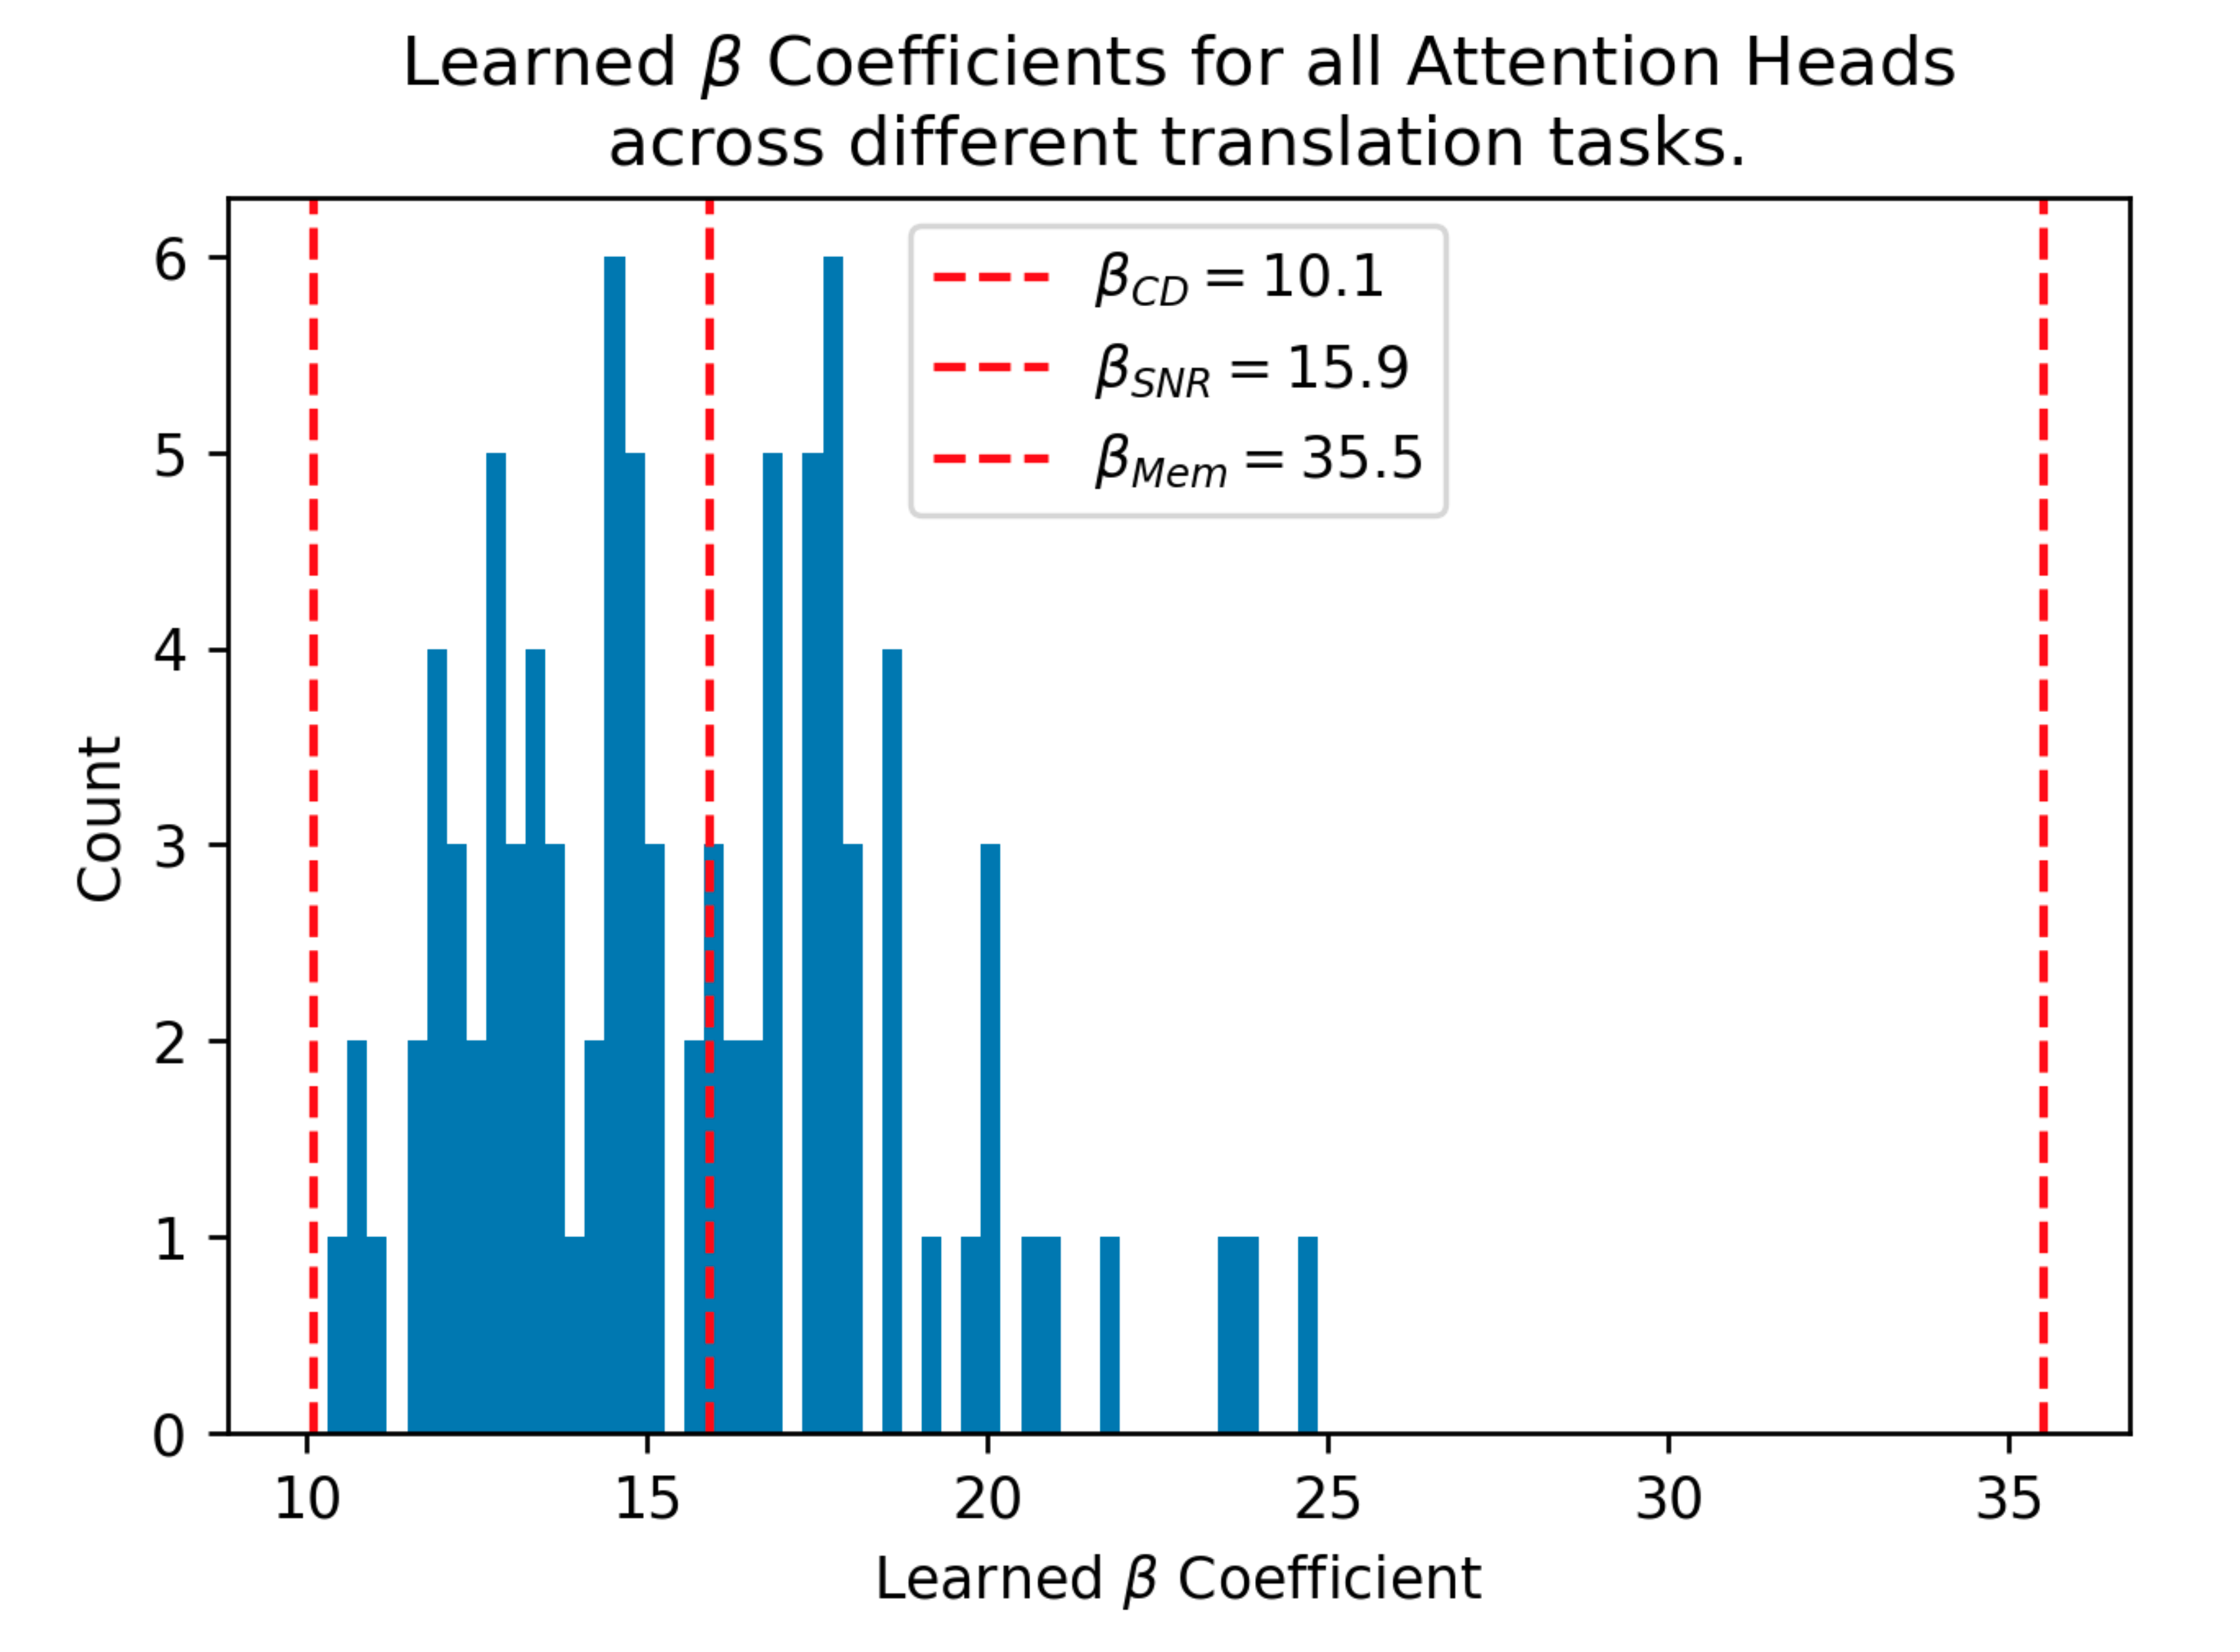 Learned β Coefficients for all Attention Heads
across different translation tasks.
β_CD = 10.1
β_SNR = 15.9
β_Mem = 35.5
6
5
4
3
2
1
0
Count
10 15 20 25 30 35
Learned β Coefficient